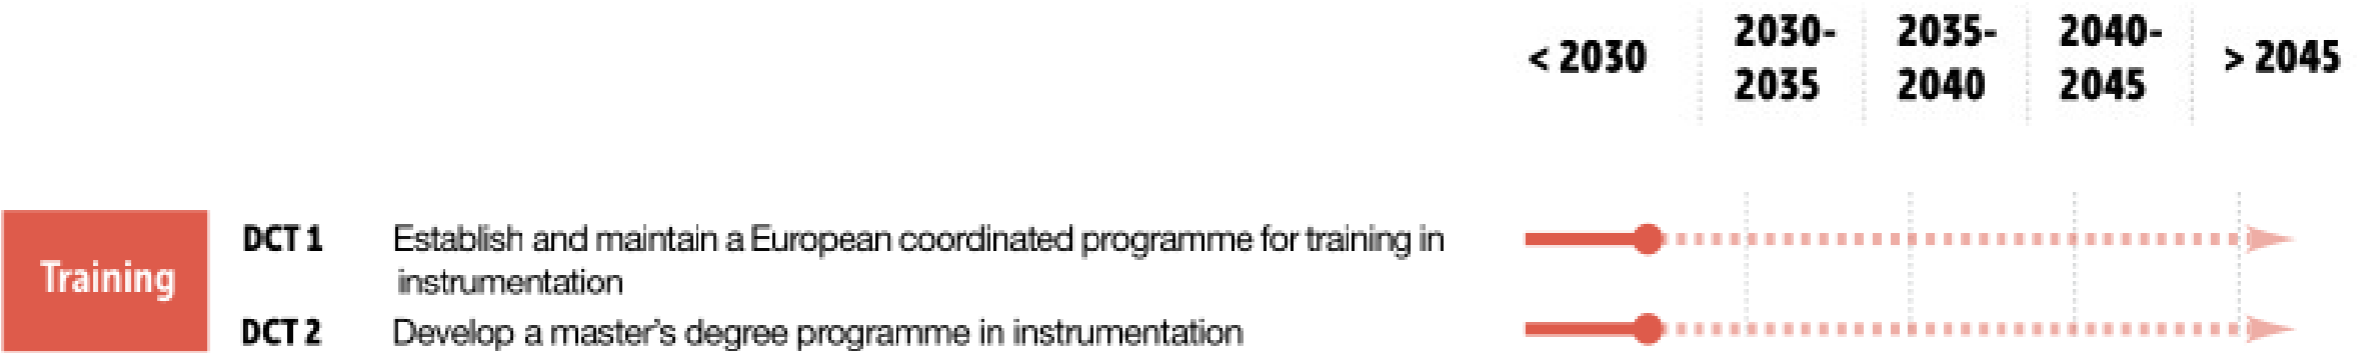 < 2030
2030-
2035
2035-
2040
2040-
2045
> 2045
Training
DCT 1 Establish and maintain a European coordinated programme for training in
instrumentation
DCT 2 Develop a master's degree programme in instrumentation